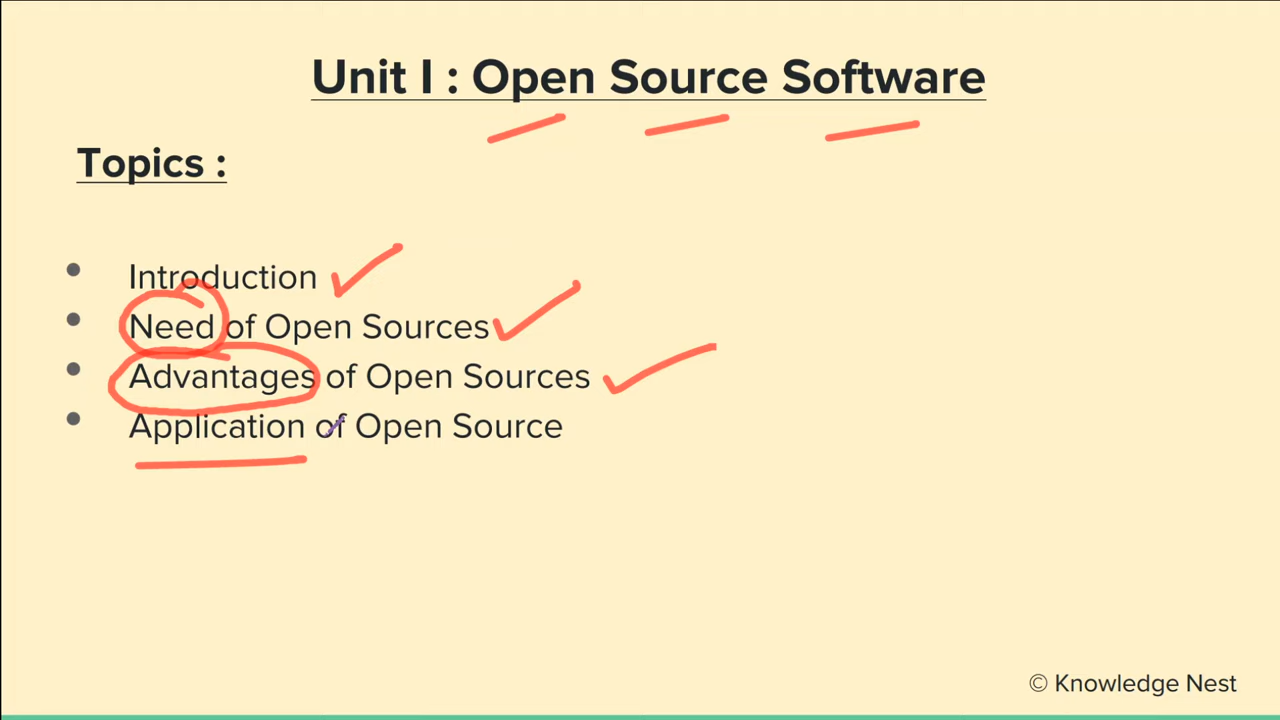 Unit I : Open Source Software
Topics :
• Introduction
• Need of Open Sources
• Advantages of Open Sources
• Application of Open Source
© Knowledge Nest